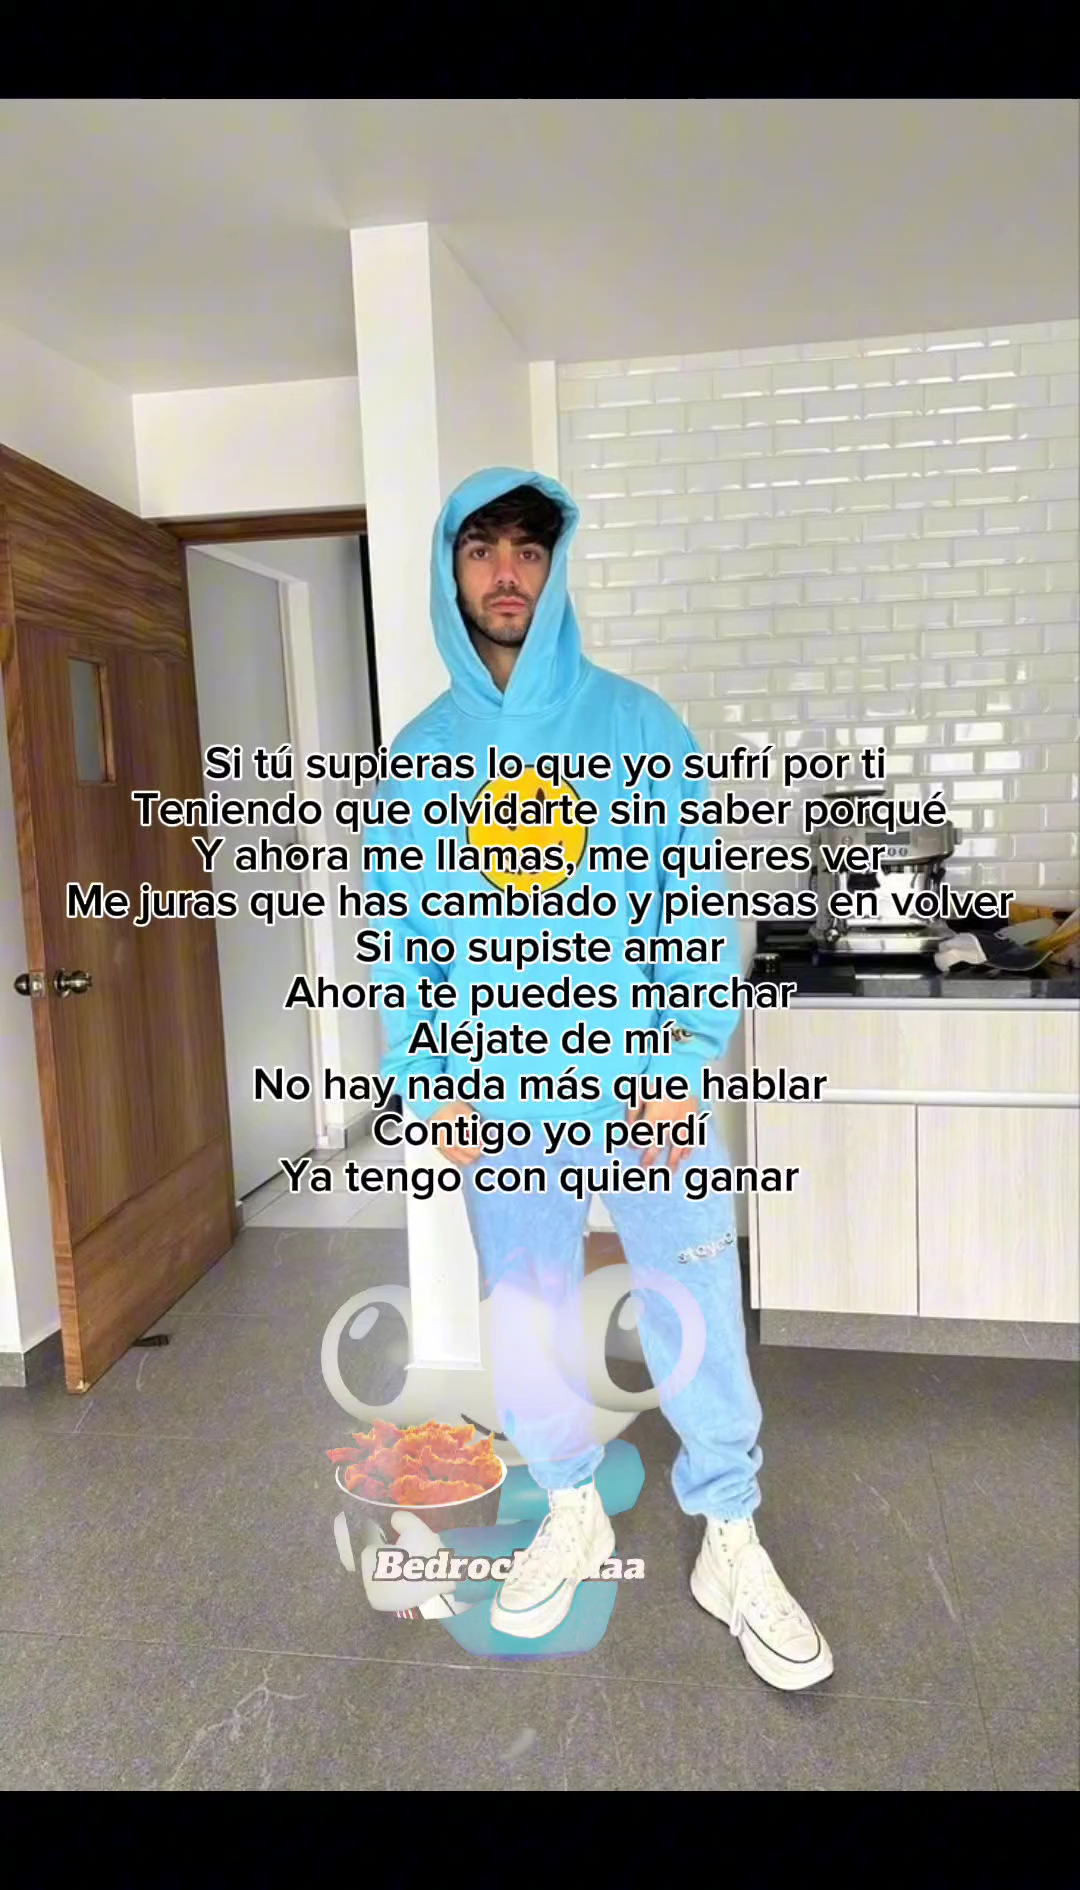 Si tú supieras lo que yo sufrí por ti
Teniendo que olvidarte sin saber porqué
Y ahora me llamas, me quieres ver
Me juras que has cambiado y piensas en volver
Si no supiste amar
Ahora te puedes marchar
Aléjate de mí
No hay nada más que hablar
Contigo yo perdí
Ya tengo con quien ganar